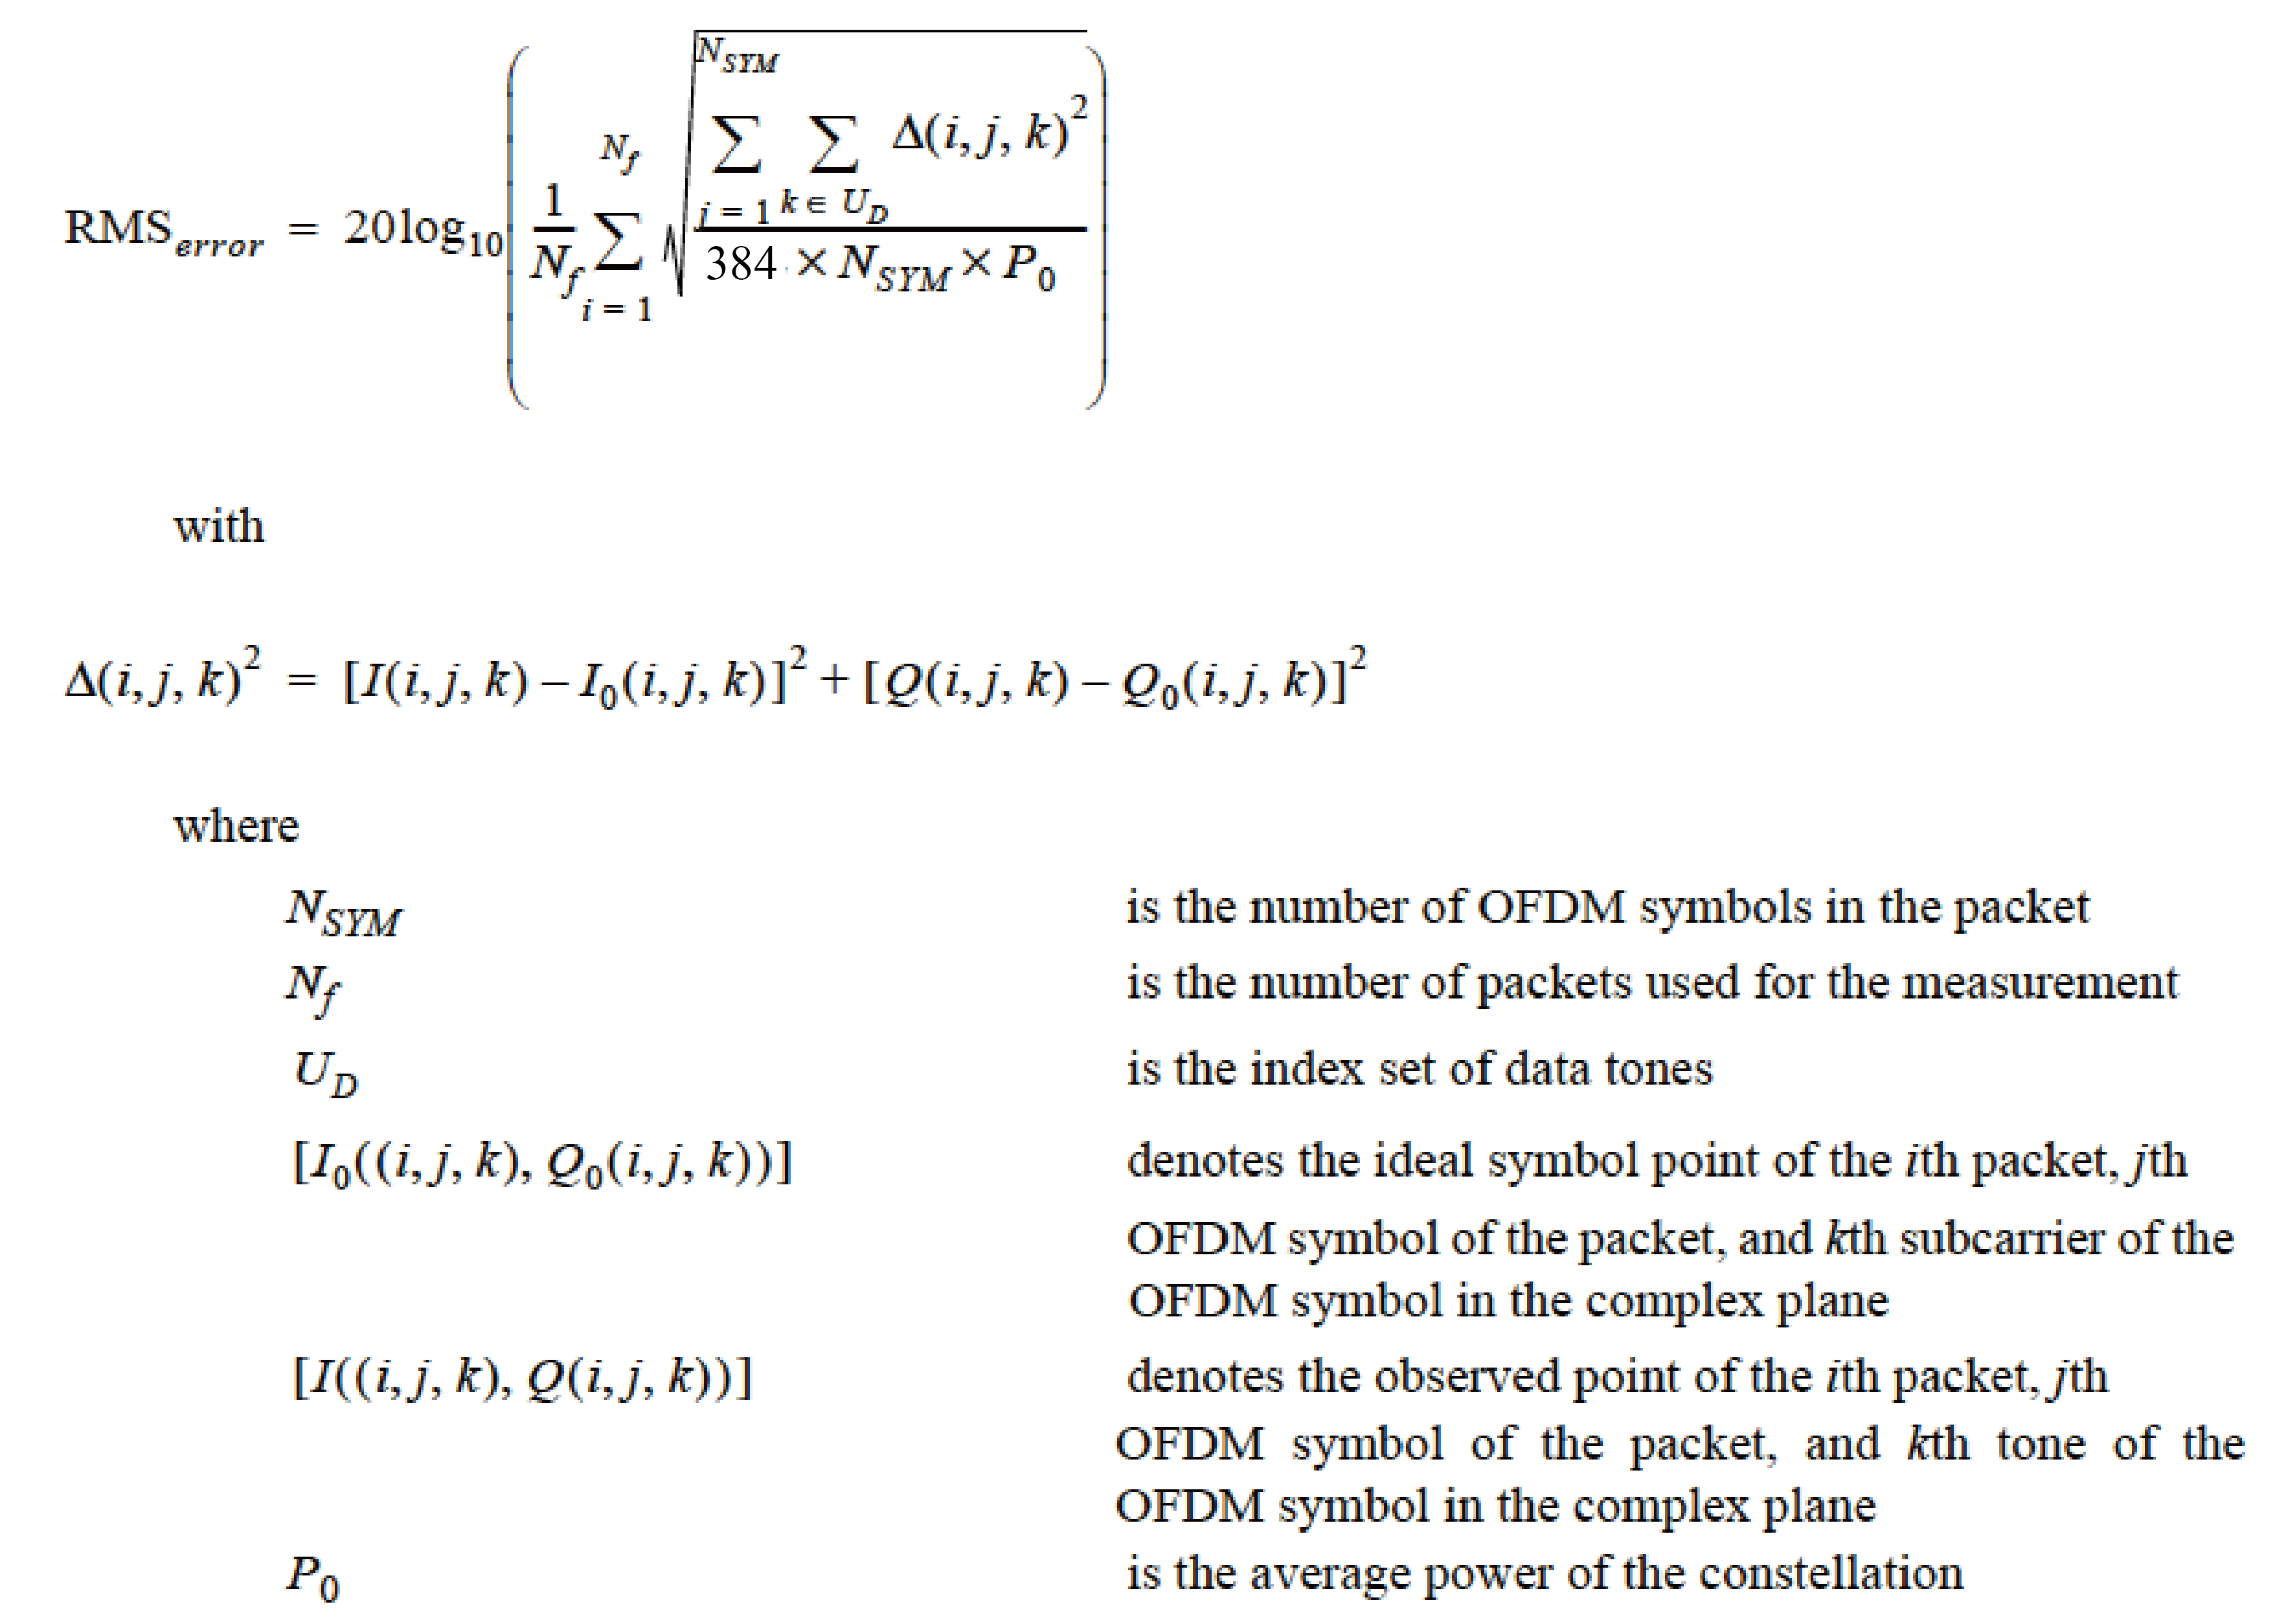 RMS_error = 20log_10 ( 1/N_f ∑_{i = 1}^{N_f} √( ∑_{j = 1}^{N_SYM} ∑_{k ∈ U_D} Δ(i, j, k)^2 / 384 × N_SYM × P_0 ) )
with
Δ(i, j, k)^2 = [I(i, j, k) – I_0(i, j, k)]^2 + [Q(i, j, k) – Q_0(i, j, k)]^2
where
N_SYM is the number of OFDM symbols in the packet
N_f is the number of packets used for the measurement
U_D is the index set of data tones
[I_0((i, j, k), Q_0(i, j, k))] denotes the ideal symbol point of the ith packet, jth
OFDM symbol of the packet, and kth subcarrier of the
OFDM symbol in the complex plane
[I((i, j, k), Q(i, j, k))] denotes the observed point of the ith packet, jth
OFDM symbol of the packet, and kth tone of the
OFDM symbol in the complex plane
P_0 is the average power of the constellation